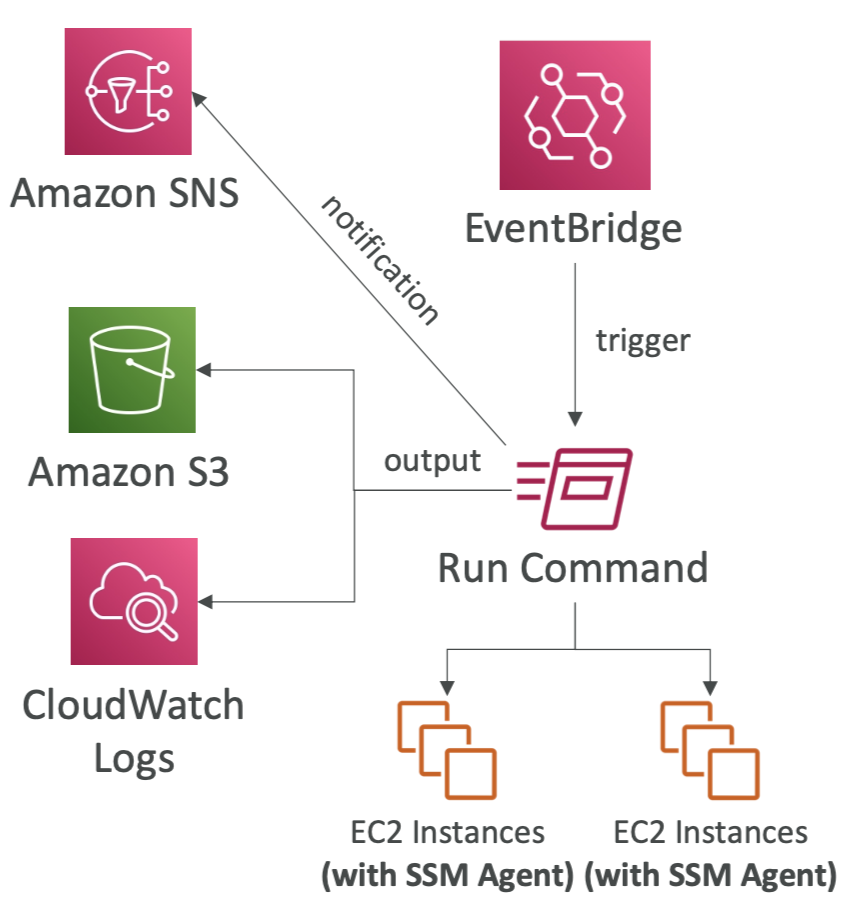 Amazon SNS
EventBridge
notification
trigger
Amazon S3
output
Run Command
CloudWatch
Logs
EC2 Instances
(with SSM Agent)
EC2 Instances
(with SSM Agent)